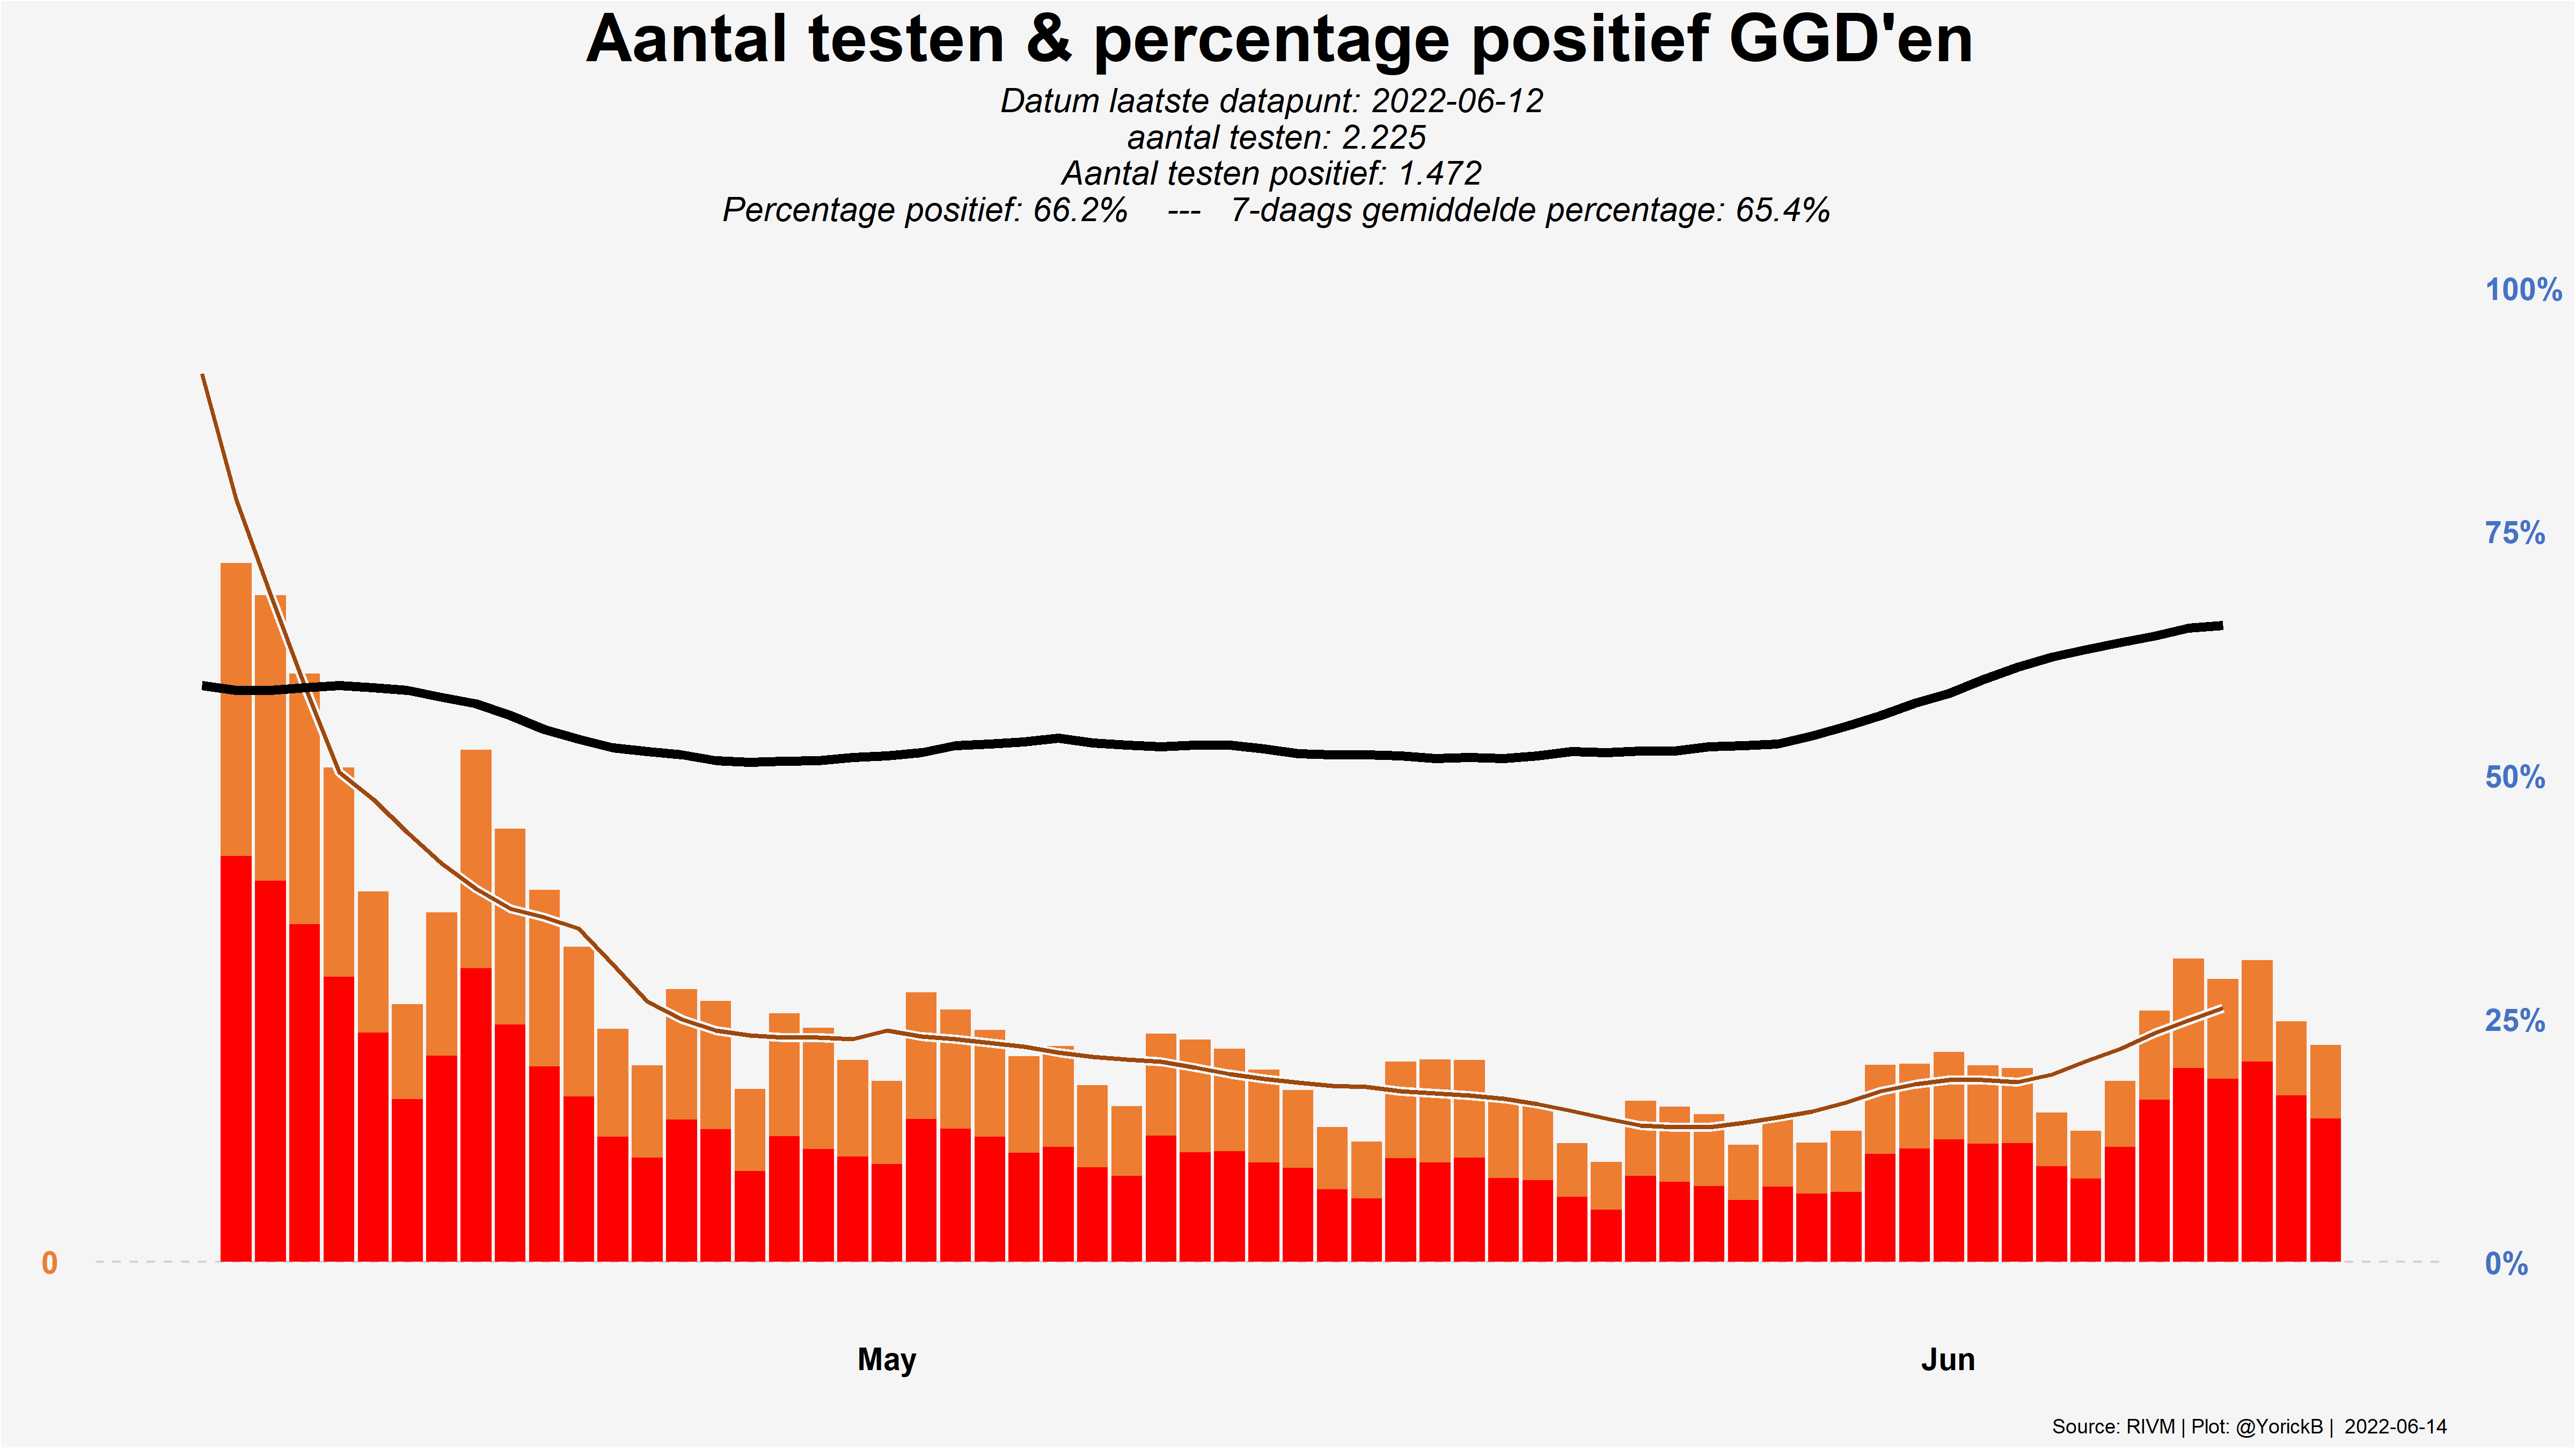 Aantal testen & percentage positief GGD'en
Datum laatste datapunt: 2022-06-12
aantal testen: 2.225
Aantal testen positief: 1.472
Percentage positief: 66.2% --- 7-daags gemiddelde percentage: 65.4%
100%
75%
50%
25%
0 0%
May Jun
Source: RIVM | Plot: @YorickB | 2022-06-14